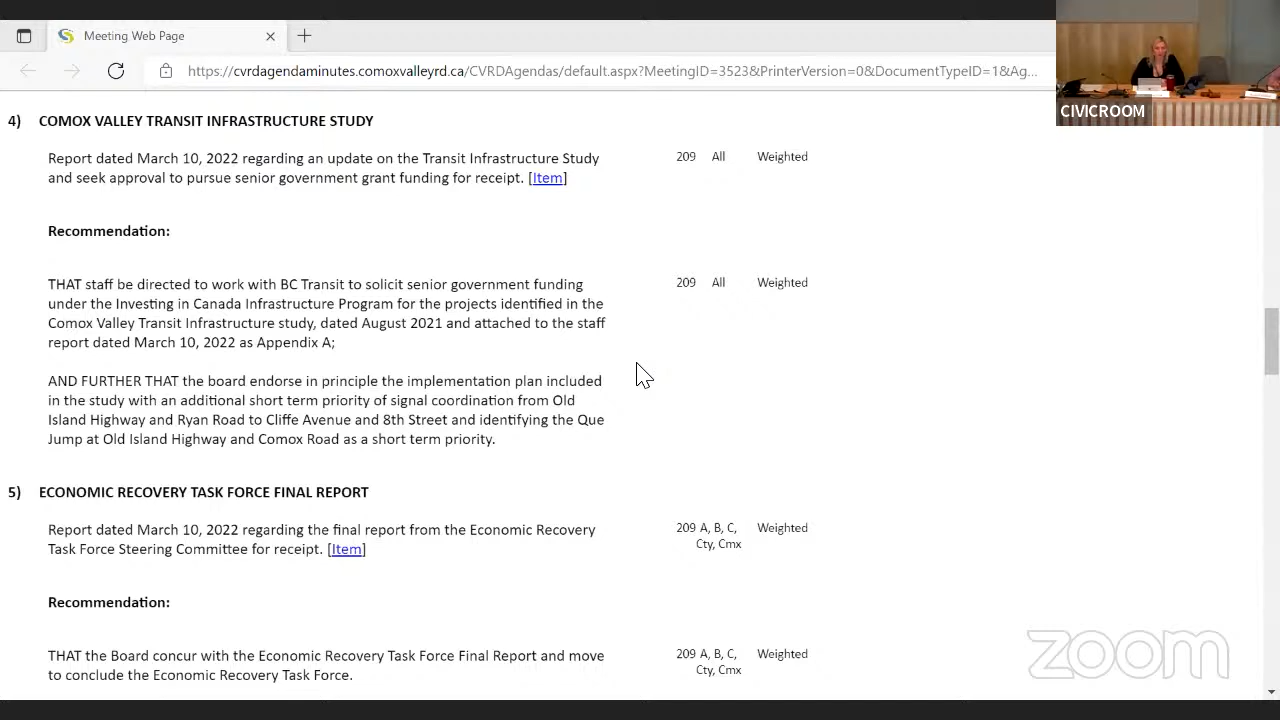 Meeting Web Page
https://cvrdagendaminutes.comoxvalleyrd.ca/CVRDAgendas/default.aspx?MeetingID=3523&PrinterVersion=0&DocumentTypeID=1&Ag...
CIVICROOM
4) COMOX VALLEY TRANSIT INFRASTRUCTURE STUDY
Report dated March 10, 2022 regarding an update on the Transit Infrastructure Study 209 All Weighted
and seek approval to pursue senior government grant funding for receipt. [Item]
Recommendation:
THAT staff be directed to work with BC Transit to solicit senior government funding 209 All Weighted
under the Investing in Canada Infrastructure Program for the projects identified in the
Comox Valley Transit Infrastructure study, dated August 2021 and attached to the staff
report dated March 10, 2022 as Appendix A;
AND FURTHER THAT the board endorse in principle the implementation plan included
in the study with an additional short term priority of signal coordination from Old
Island Highway and Ryan Road to Cliffe Avenue and 8th Street and identifying the Que
Jump at Old Island Highway and Comox Road as a short term priority.
5) ECONOMIC RECOVERY TASK FORCE FINAL REPORT
Report dated March 10, 2022 regarding the final report from the Economic Recovery 209 A, B, C, Weighted
Task Force Steering Committee for receipt. [Item] Cty, Cmx
Recommendation:
THAT the Board concur with the Economic Recovery Task Force Final Report and move 209 A, B, C, Weighted
to conclude the Economic Recovery Task Force. Cty, Cmx
zoom